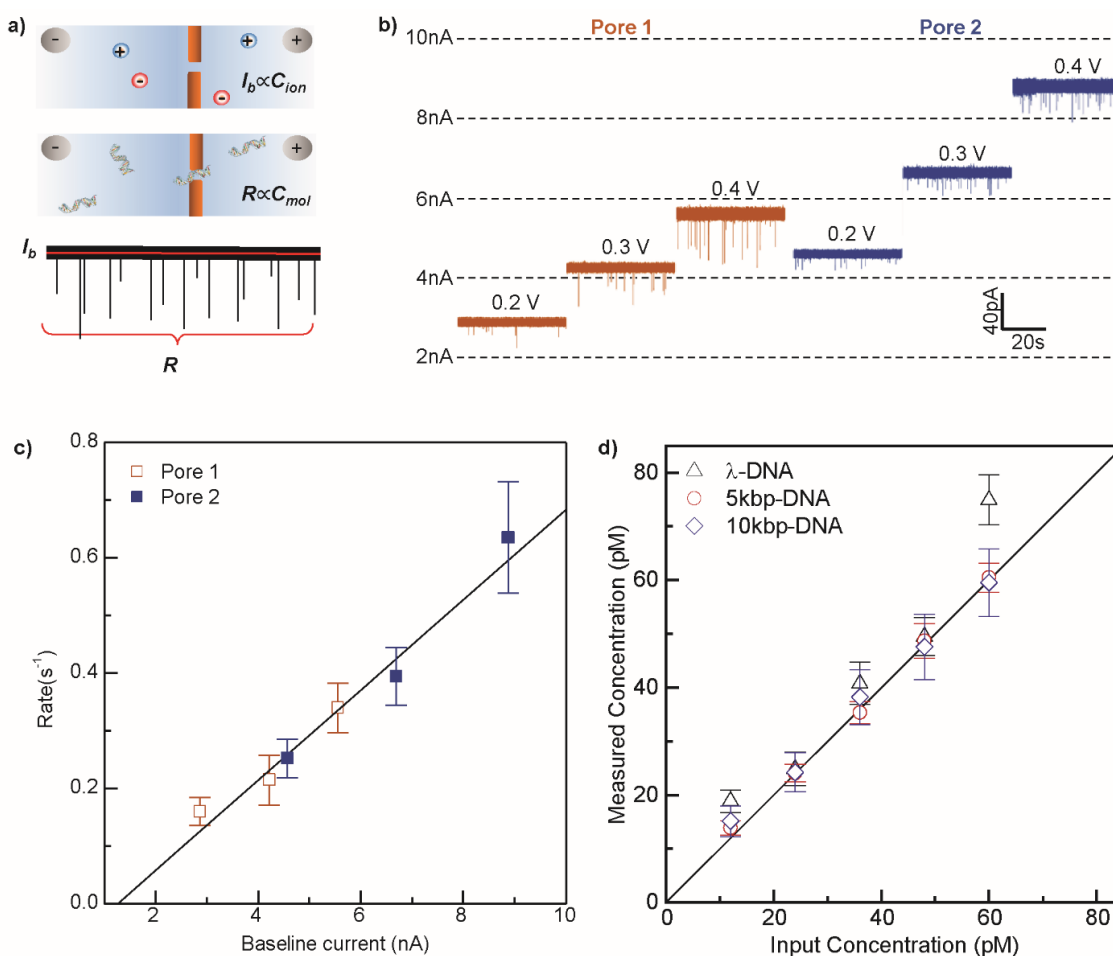 a)
- +
+ +
- -
I_b∝C_ion
- +
R∝C_mol
I_b
R
b)
Pore 1 Pore 2
10nA
0.4 V
8nA
0.3 V
6nA
0.4 V
0.2 V
0.3 V
4nA
0.2 V
40pA
20s
2nA
c)
0.8
Pore 1
Pore 2
0.6
0.4
0.2
0.0
Rate(s⁻¹)
2 4 6 8 10
Baseline current (nA)
d)
80
λ-DNA
5kbp-DNA
10kbp-DNA
60
40
20
0
Measured Concentration (pM)
0 20 40 60 80
Input Concentration (pM)